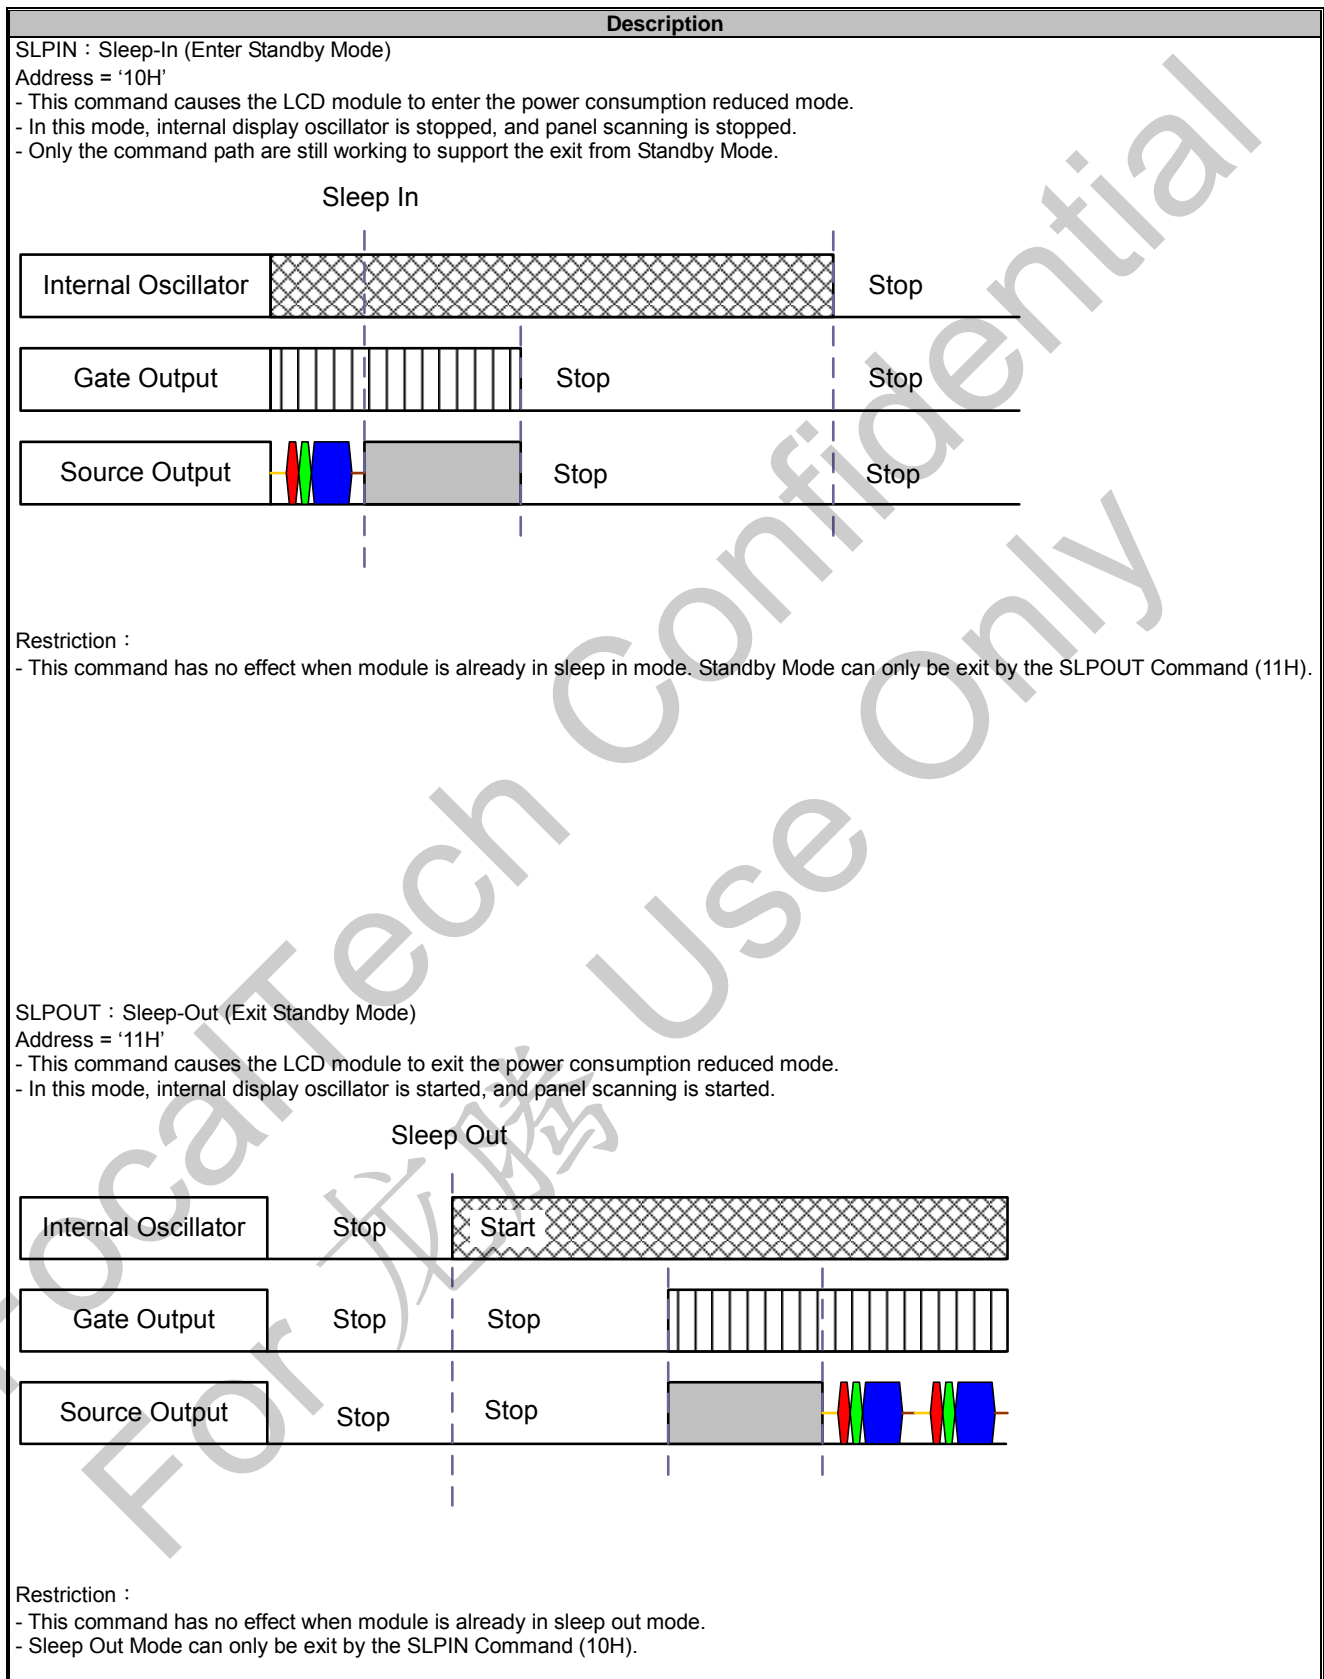 Description
SLPIN：Sleep-In (Enter Standby Mode)
Address = ‘10H’
- This command causes the LCD module to enter the power consumption reduced mode.
- In this mode, internal display oscillator is stopped, and panel scanning is stopped.
- Only the command path are still working to support the exit from Standby Mode.
Sleep In
Internal Oscillator Stop
Gate Output Stop Stop
Source Output Stop Stop
Restriction：
- This command has no effect when module is already in sleep in mode. Standby Mode can only be exit by the SLPOUT Command (11H).
SLPOUT：Sleep-Out (Exit Standby Mode)
Address = ‘11H’
- This command causes the LCD module to exit the power consumption reduced mode.
- In this mode, internal display oscillator is started, and panel scanning is started.
Sleep Out
Internal Oscillator Stop Start
Gate Output Stop Stop
Source Output Stop Stop
Restriction：
- This command has no effect when module is already in sleep out mode.
- Sleep Out Mode can only be exit by the SLPIN Command (10H).
FocalTech Confidential
For 龙腾 Use Only